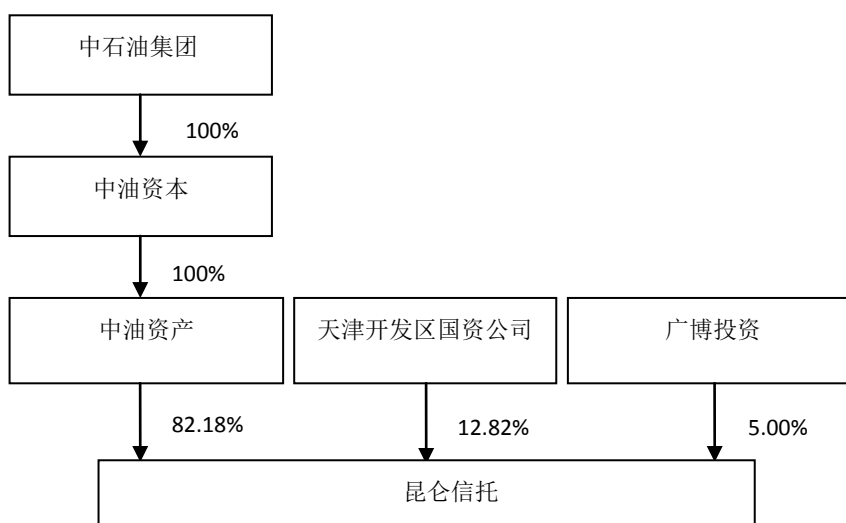 中石油集团
100%
中油资本
100%
中油资产
天津开发区国资公司
广博投资
82.18%
12.82%
5.00%
昆仑信托